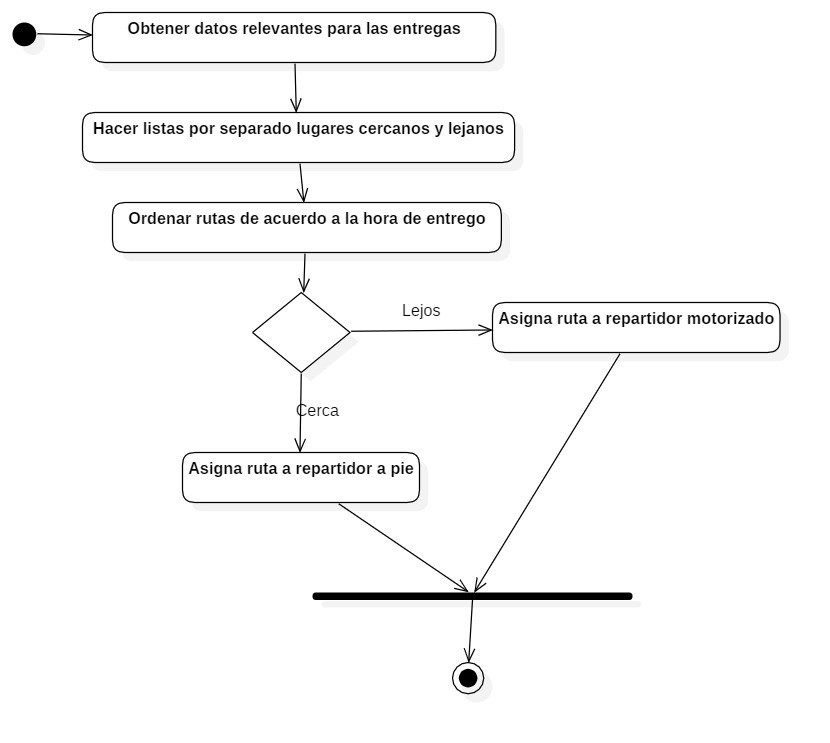 Obtener datos relevantes para las entregas
Hacer listas por separado lugares cercanos y lejanos
Ordenar rutas de acuerdo a la hora de entrego
Lejos
Asigna ruta a repartidor motorizado
Cerca
Asigna ruta a repartidor a pie